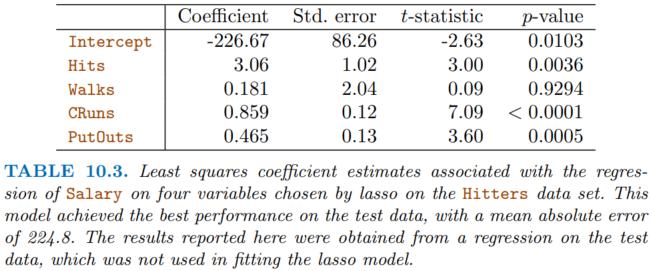 Coefficient Std. error t-statistic p-value
Intercept -226.67 86.26 -2.63 0.0103
Hits 3.06 1.02 3.00 0.0036
Walks 0.181 2.04 0.09 0.9294
CRuns 0.859 0.12 7.09 < 0.0001
PutOuts 0.465 0.13 3.60 0.0005
TABLE 10.3. Least squares coefficient estimates associated with the regres-
sion of Salary on four variables chosen by lasso on the Hitters data set. This
model achieved the best performance on the test data, with a mean absolute error
of 224.8. The results reported here were obtained from a regression on the test
data, which was not used in fitting the lasso model.